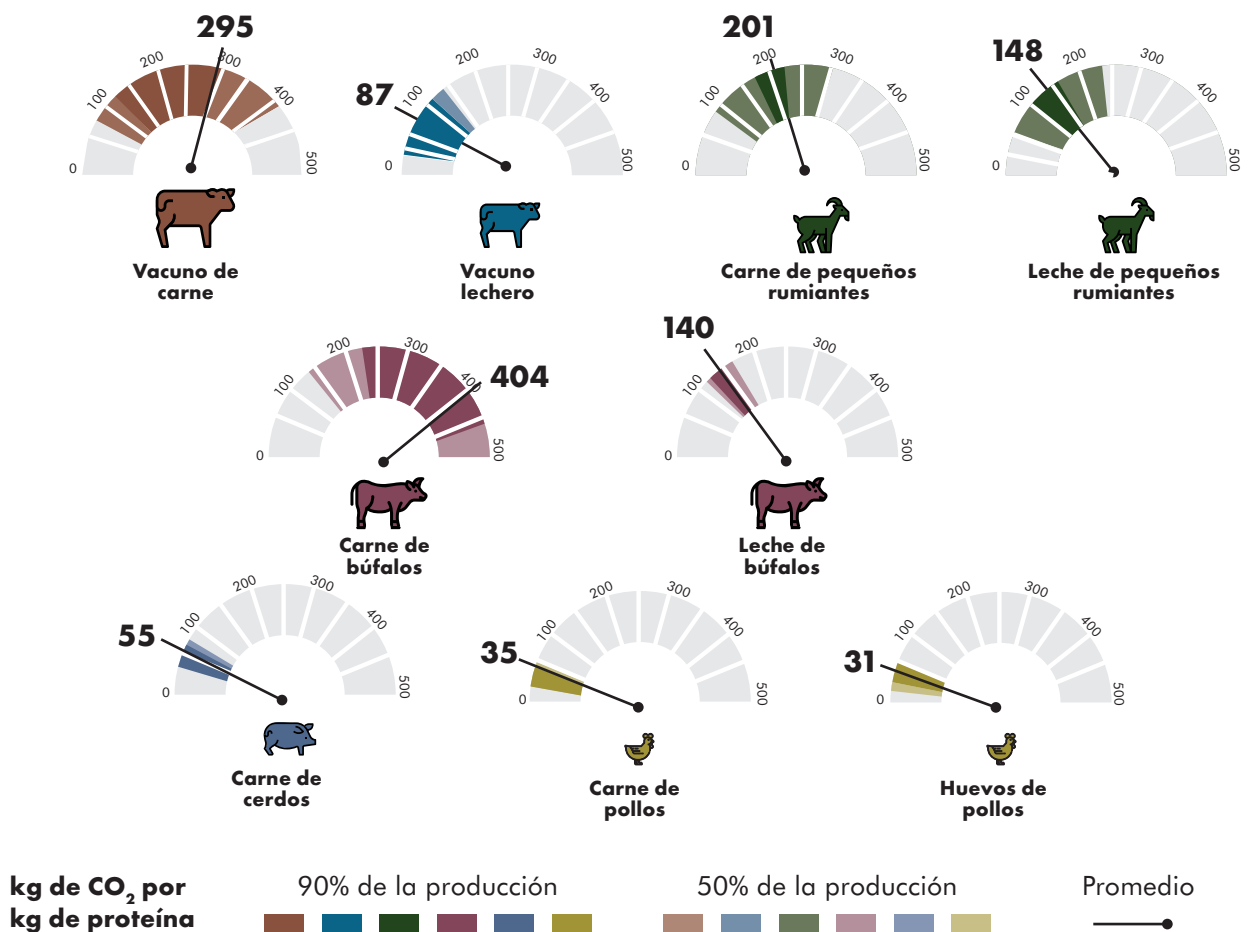 295
0
100
200
300
400
500
Vacuno de
carne
87
0
100
200
300
400
500
Vacuno
lechero
201
0
100
200
300
400
500
Carne de pequeños
rumiantes
148
0
100
200
300
400
500
Leche de pequeños
rumiantes
404
0
100
200
300
400
500
Carne de
búfalos
140
0
100
200
300
400
500
Leche de
búfalos
55
0
100
200
300
400
500
Carne de
cerdos
35
0
100
200
300
400
500
Carne de
pollos
31
0
100
200
300
400
500
Huevos de
pollos
kg de CO₂ por
kg de proteína
90% de la producción
50% de la producción
Promedio